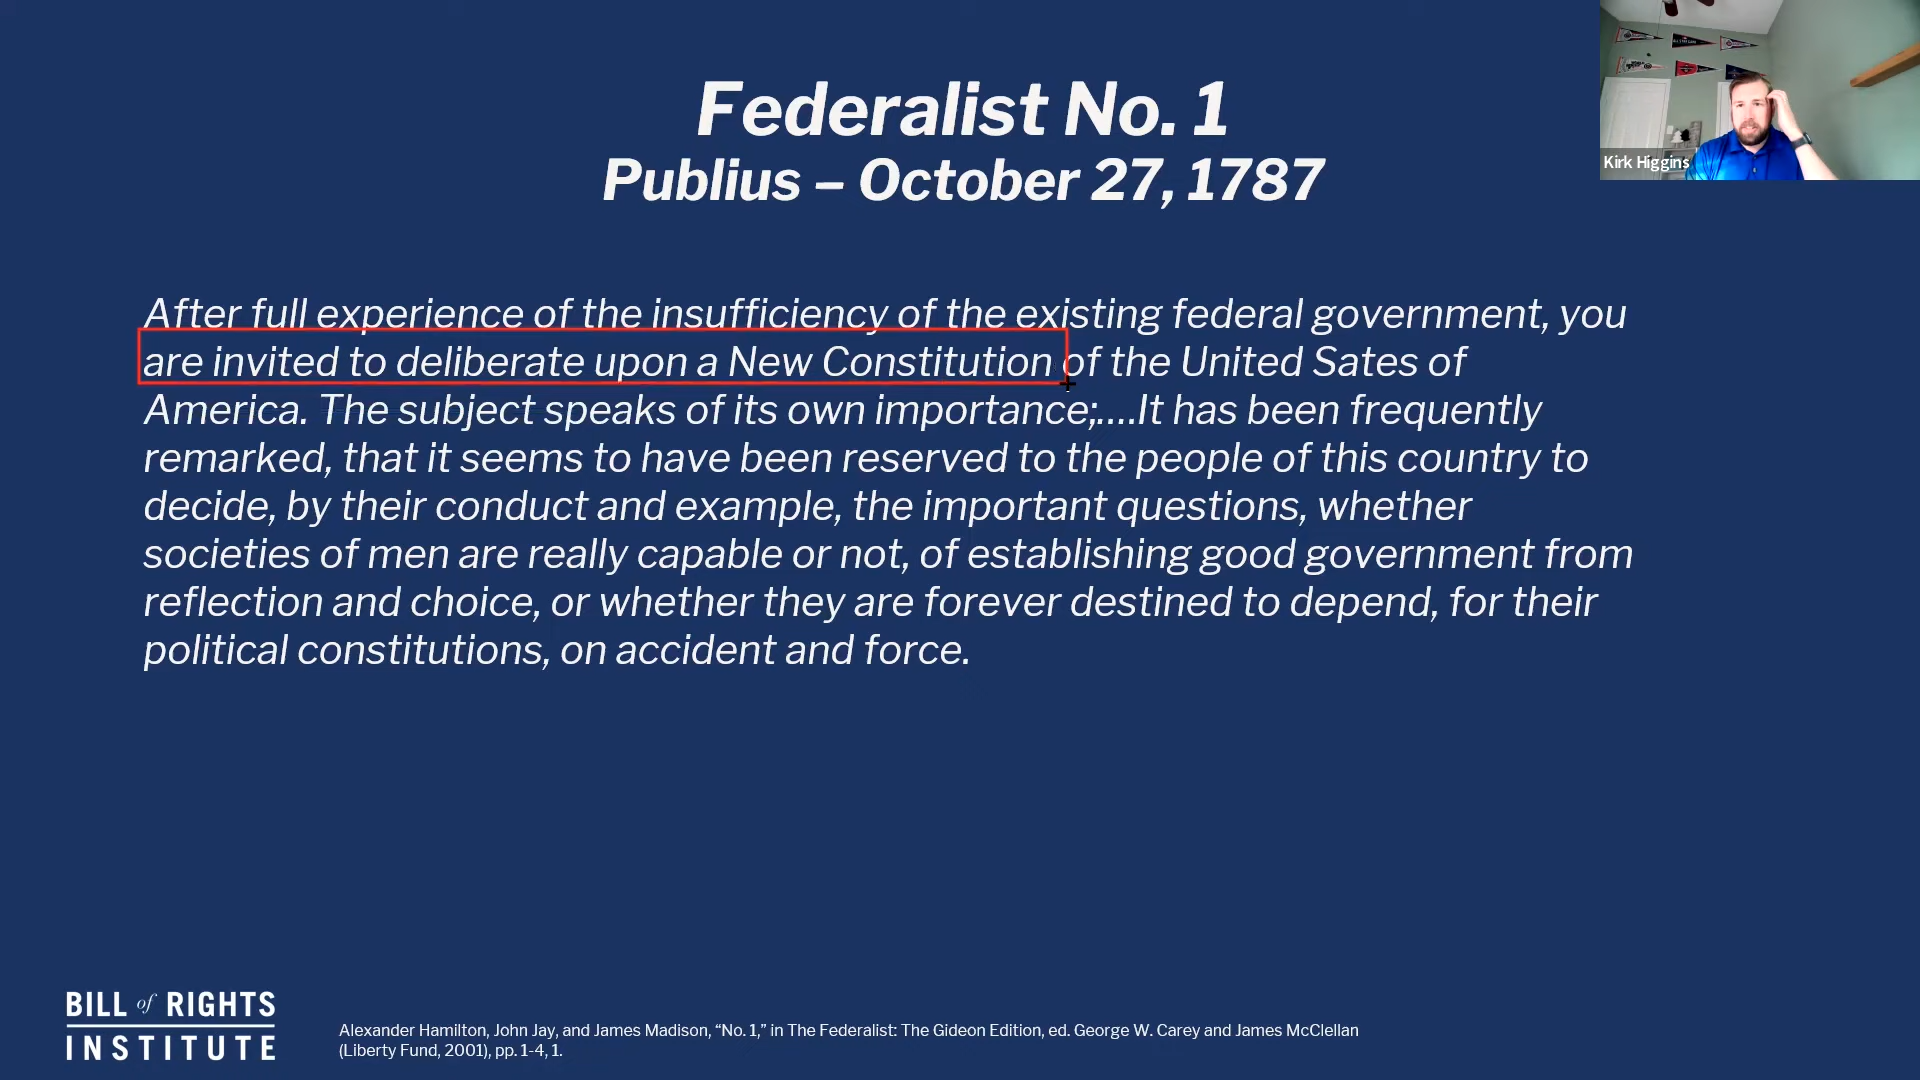 Federalist No. 1
Publius – October 27, 1787
Kirk Higgins
After full experience of the insufficiency of the existing federal government, you
are invited to deliberate upon a New Constitution of the United Sates of
America. The subject speaks of its own importance;....It has been frequently
remarked, that it seems to have been reserved to the people of this country to
decide, by their conduct and example, the important questions, whether
societies of men are really capable or not, of establishing good government from
reflection and choice, or whether they are forever destined to depend, for their
political constitutions, on accident and force.
BILL of RIGHTS
INSTITUTE
Alexander Hamilton, John Jay, and James Madison, “No. 1,” in The Federalist: The Gideon Edition, ed. George W. Carey and James McClellan
(Liberty Fund, 2001), pp. 1-4, 1.